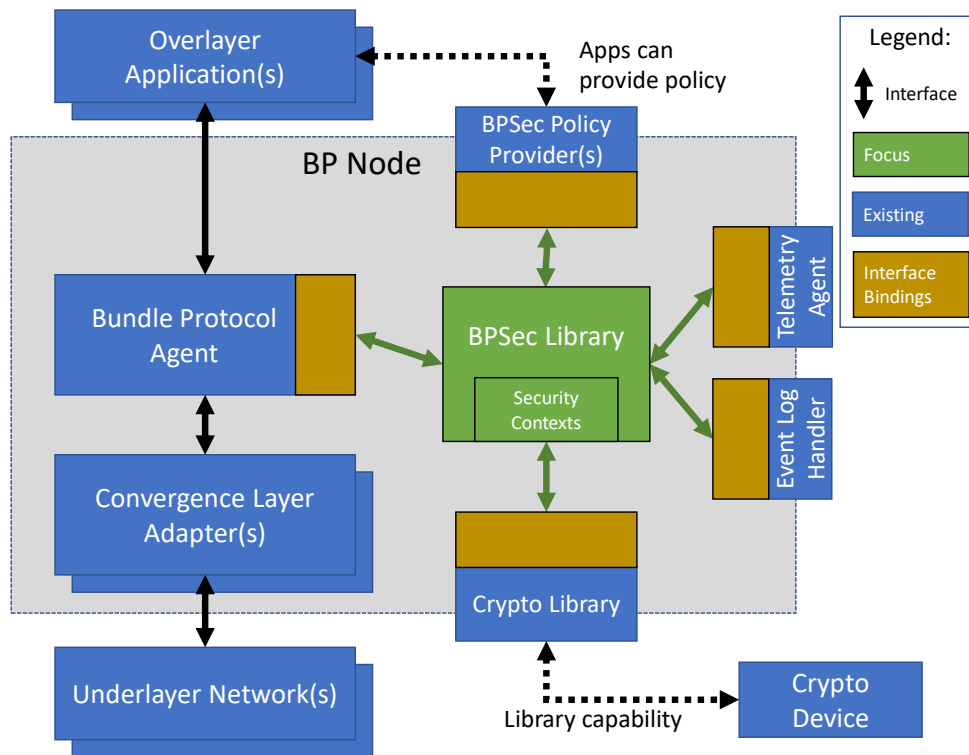 Overlayer
Application(s)
Apps can
provide policy
Legend:
Interface
Focus
Existing
Interface
Bindings
BP Node
BPSec Policy
Provider(s)
Telemetry
Agent
Bundle Protocol
Agent
BPSec Library
Security
Contexts
Event Log
Handler
Convergence Layer
Adapter(s)
Crypto Library
Underlayer Network(s)
Library capability
Crypto
Device